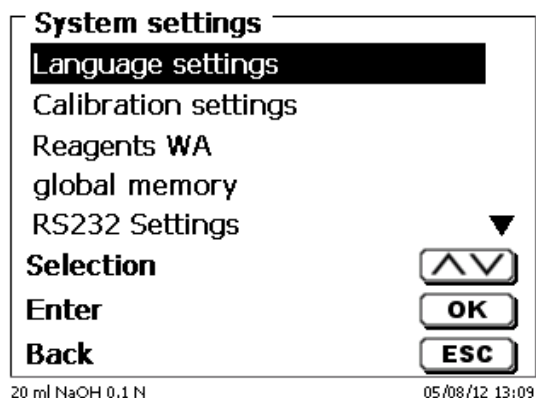 System settings
Language settings
Calibration settings
Reagents WA
global memory
RS232 Settings
Selection
Enter OK
Back ESC
20 ml NaOH 0.1 N 05/08/12 13:09